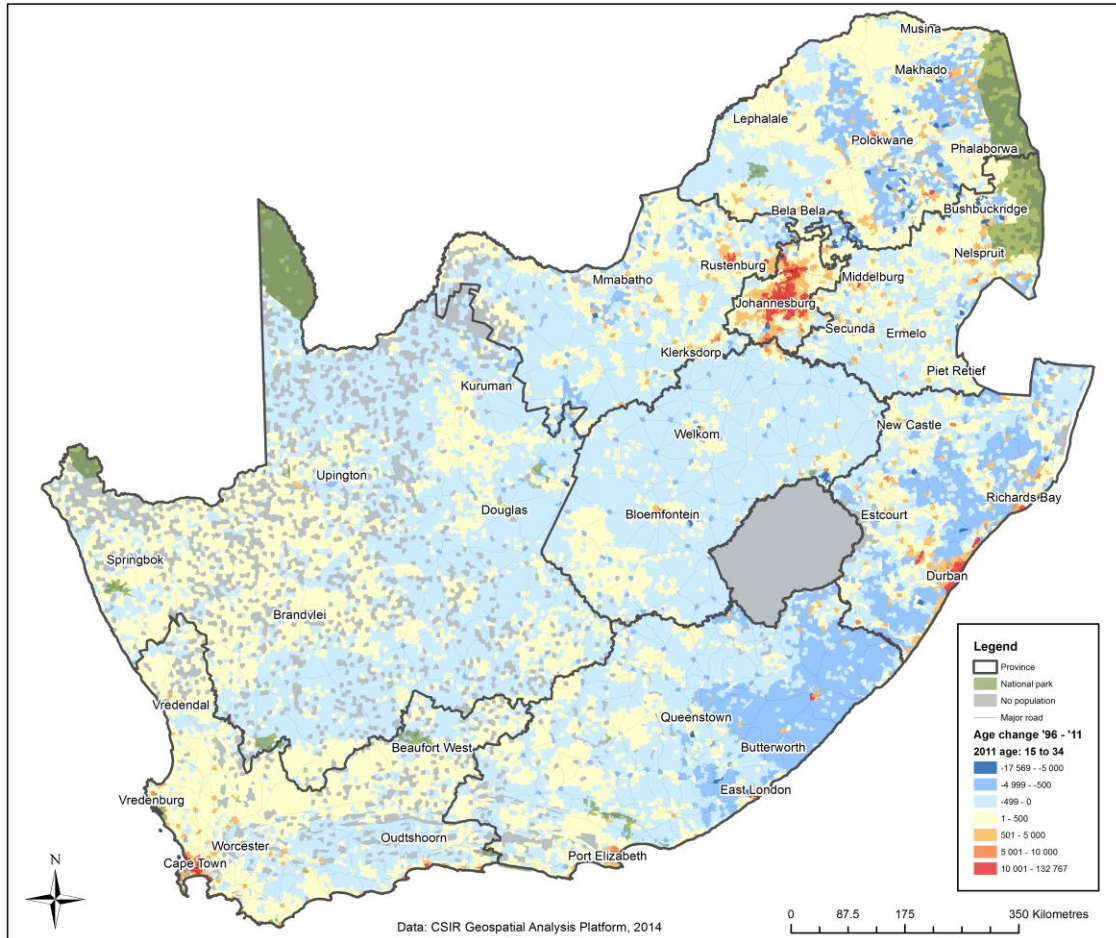 Musina
Makhado
Lephalale
Polokwane
Phalaborwa
Bela Bela
Bushbuckridge
Nelspruit
Rustenburg
Mmabatho
Middelburg
Johannesburg
Secunda
Ermelo
Klerksdorp
Piet Retief
Kuruman
New Castle
Welkom
Upington
Richards Bay
Douglas
Bloemfontein
Estcourt
Springbok
Durban
Brandvlei
Vredendal
Queenstown
Beaufort West
Butterworth
East London
Vredenburg
Oudtshoorn
Worcester
Port Elizabeth
Cape Town
Legend
Province
National park
No population
Major road
Age change '96 - '11
2011 age: 15 to 34
-17 569 - -5 000
-4 999 - -500
-499 - 0
1 - 500
501 - 5 000
5 001 - 10 000
10 001 - 132 767
N
Data: CSIR Geospatial Analysis Platform, 2014
0 87.5 175 350 Kilometres